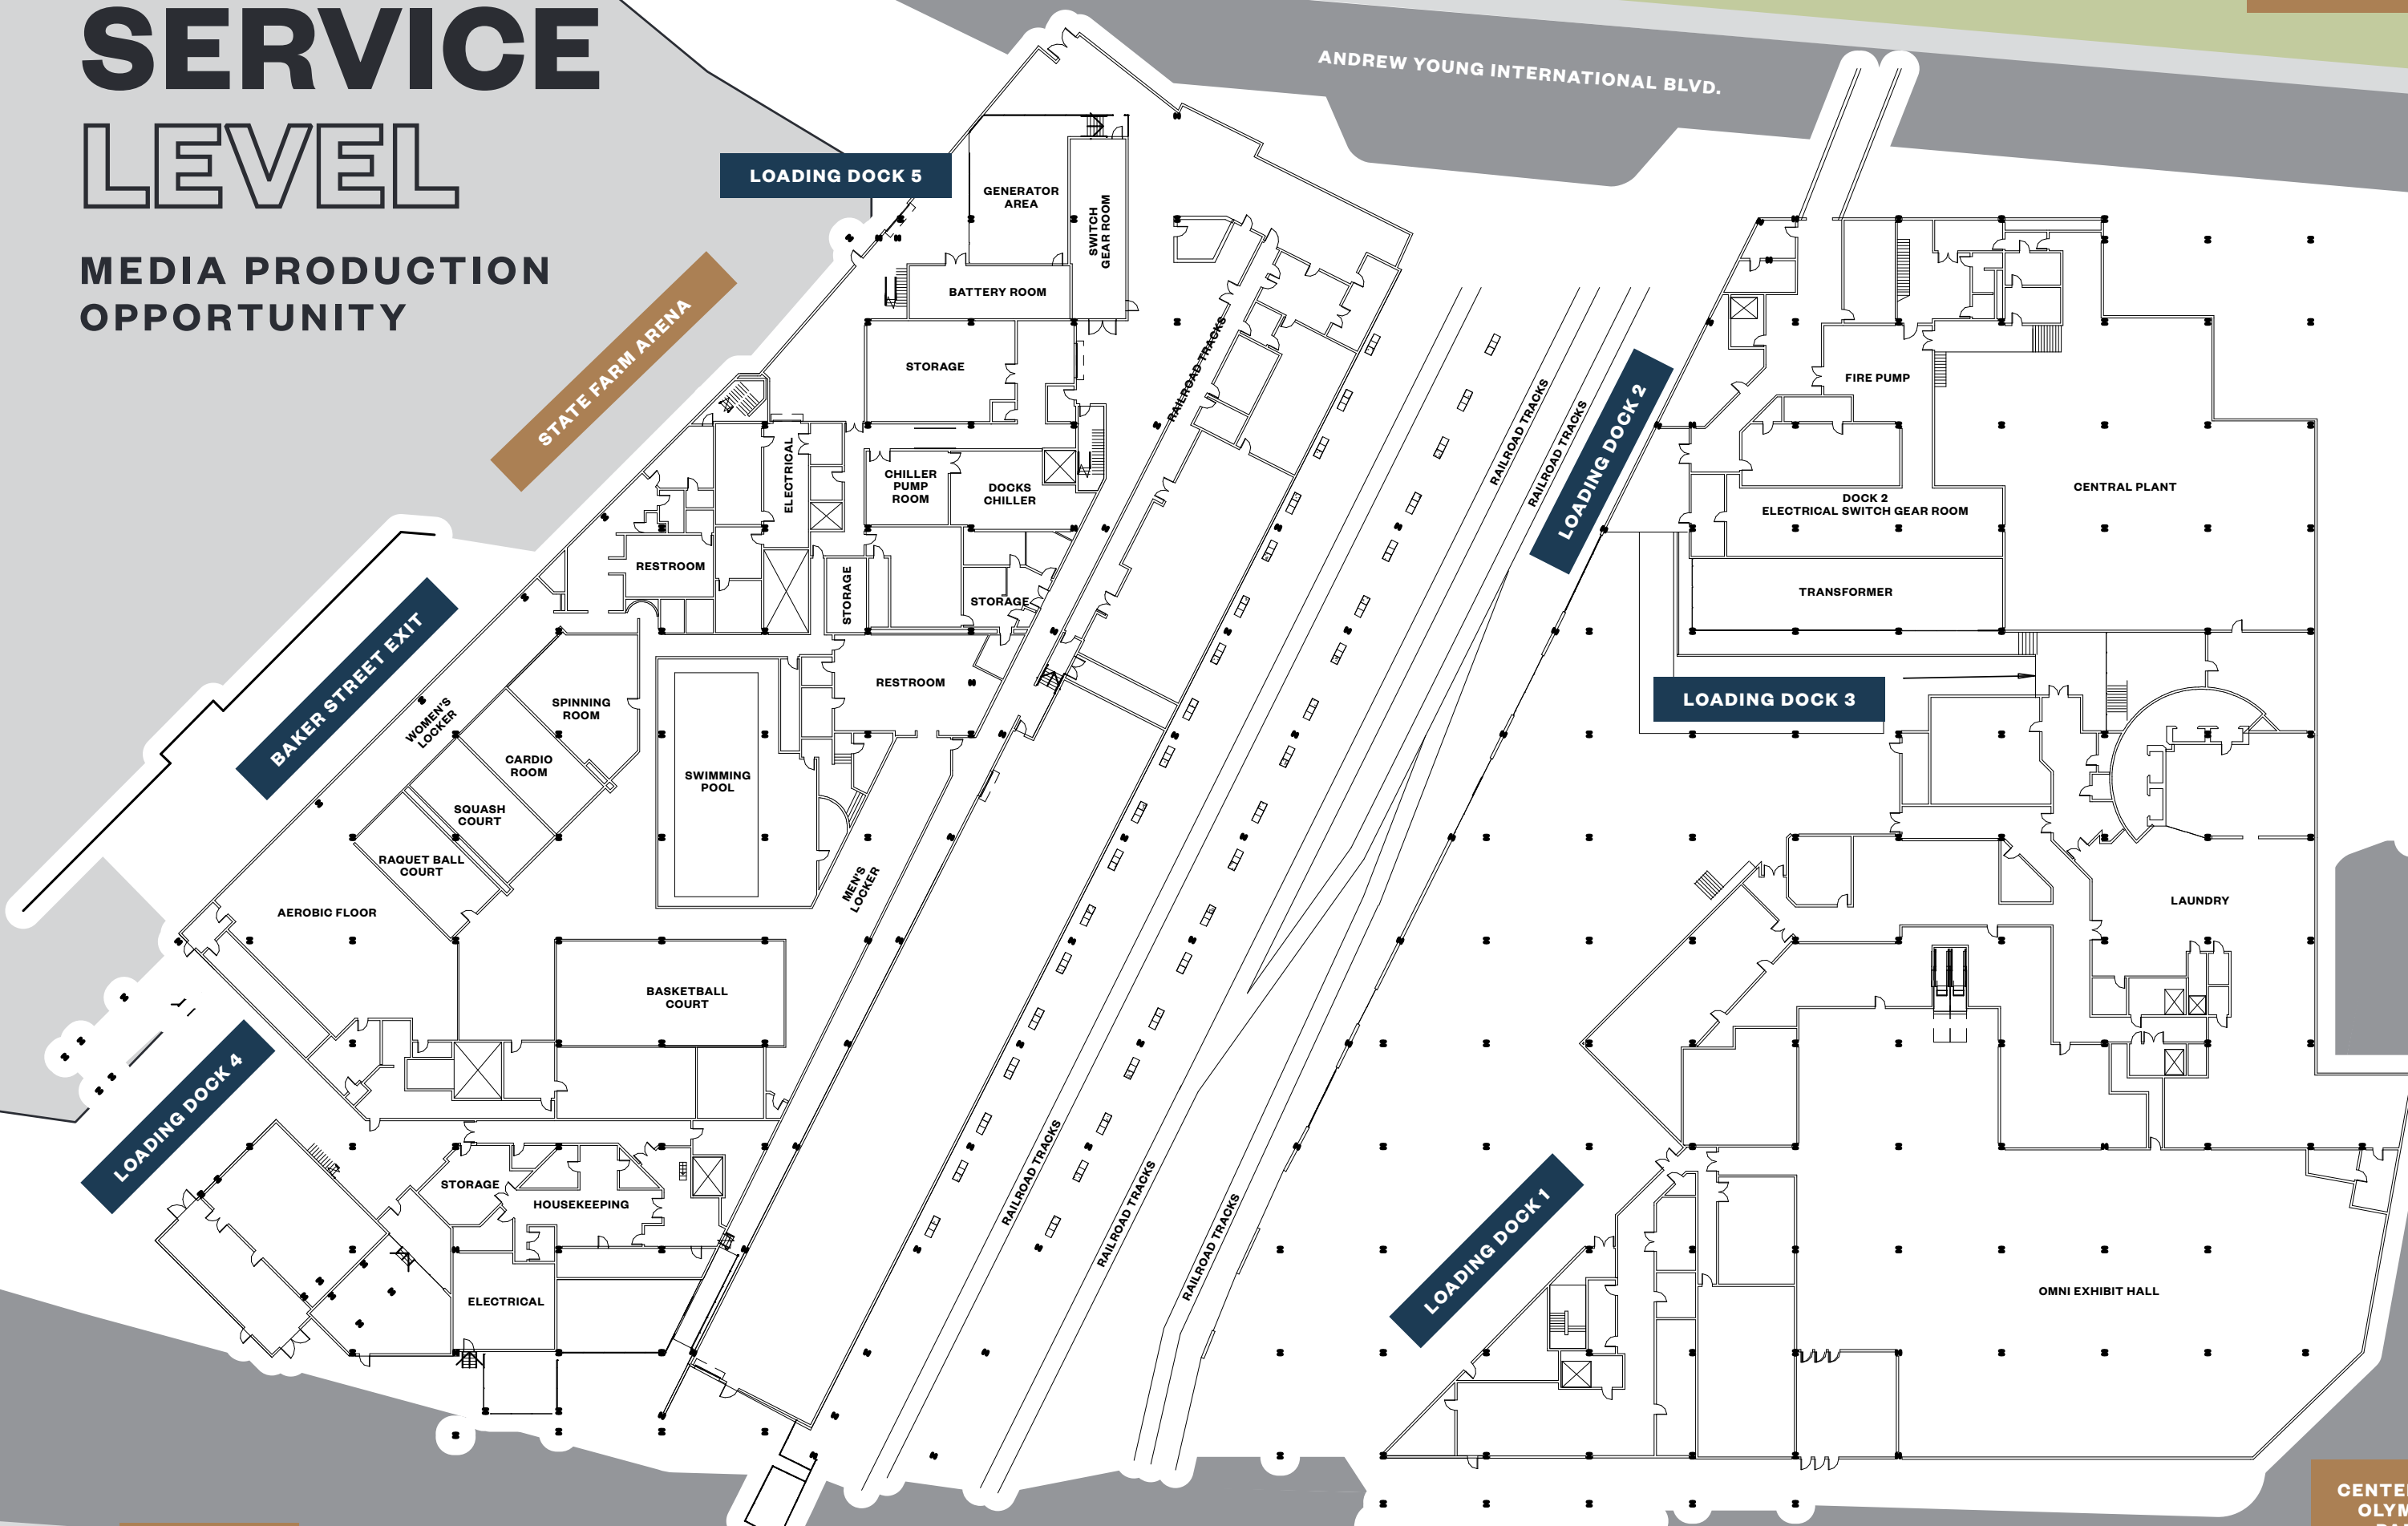 SERVICE
LEVEL
MEDIA PRODUCTION
OPPORTUNITY
ANDREW YOUNG INTERNATIONAL BLVD.
LOADING DOCK 5
GENERATOR
AREA
SWITCH
GEAR ROOM
BATTERY ROOM
STATE FARM ARENA
STORAGE
RAILROAD TRACKS
ELECTRICAL
CHILLER
PUMP
ROOM
DOCKS
CHILLER
RESTROOM
STORAGE
STORAGE
RAILROAD TRACKS
RAILROAD TRACKS
LOADING DOCK 2
FIRE PUMP
CENTRAL PLANT
DOCK 2
ELECTRICAL SWITCH GEAR ROOM
TRANSFORMER
LOADING DOCK 3
BAKER STREET EXIT
WOMEN'S
LOCKER
SPINNING
ROOM
RESTROOM
CARDIO
ROOM
SWIMMING
POOL
SQUASH
COURT
RAQUET BALL
COURT
MEN'S
LOCKER
AEROBIC FLOOR
BASKETBALL
COURT
LAUNDRY
LOADING DOCK 4
STORAGE
HOUSEKEEPING
ELECTRICAL
RAILROAD TRACKS
RAILROAD TRACKS
RAILROAD TRACKS
LOADING DOCK 1
OMNI EXHIBIT HALL